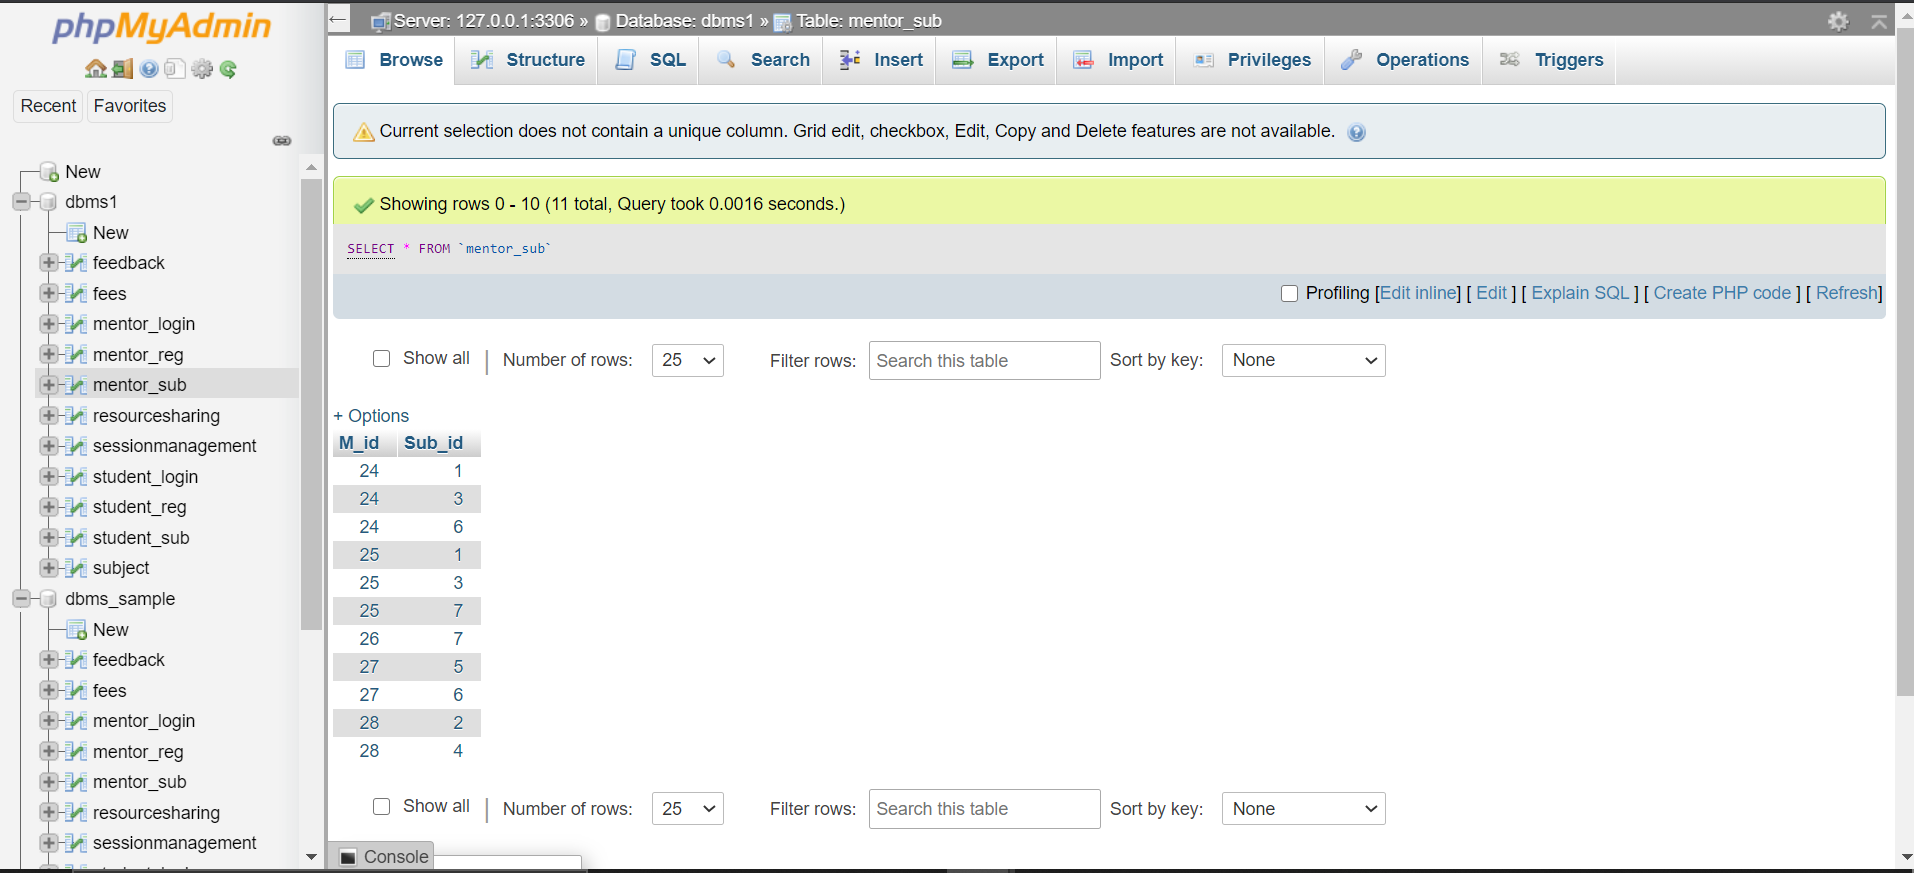 phpMyAdmin
Recent
Favorites
New
dbms1
New
feedback
fees
mentor_login
mentor_reg
mentor_sub
resourcesharing
sessionmanagement
student_login
student_reg
student_sub
subject
dbms_sample
New
feedback
fees
mentor_login
mentor_reg
mentor_sub
resourcesharing
sessionmanagement
Server: 127.0.0.1:3306 » Database: dbms1 » Table: mentor_sub
Browse Structure SQL Search Insert Export Import Privileges Operations Triggers
Current selection does not contain a unique column. Grid edit, checkbox, Edit, Copy and Delete features are not available.
Showing rows 0 - 10 (11 total, Query took 0.0016 seconds.)
SELECT * FROM `mentor_sub`
Profiling [Edit inline] [ Edit ] [ Explain SQL ] [ Create PHP code ] [ Refresh]
Show all | Number of rows: 25 Filter rows: Search this table Sort by key: None
+ Options
M_id Sub_id
24 1
24 3
24 6
25 1
25 3
25 7
26 7
27 5
27 6
28 2
28 4
Show all | Number of rows: 25 Filter rows: Search this table Sort by key: None
Console